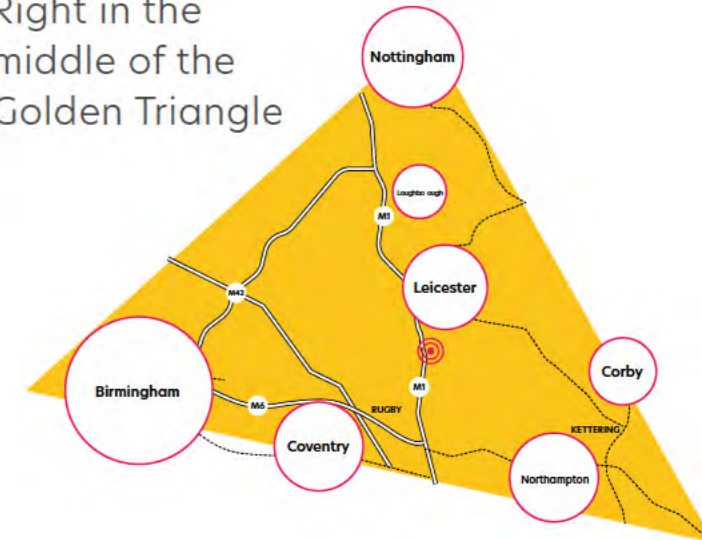 Right in the
middle of the
Golden Triangle
Nottingham
Loughbo ough
M1
Leicester
M42
Birmingham
M6
RUGBY
M1
Corby
KETTERING
Coventry
Northampton